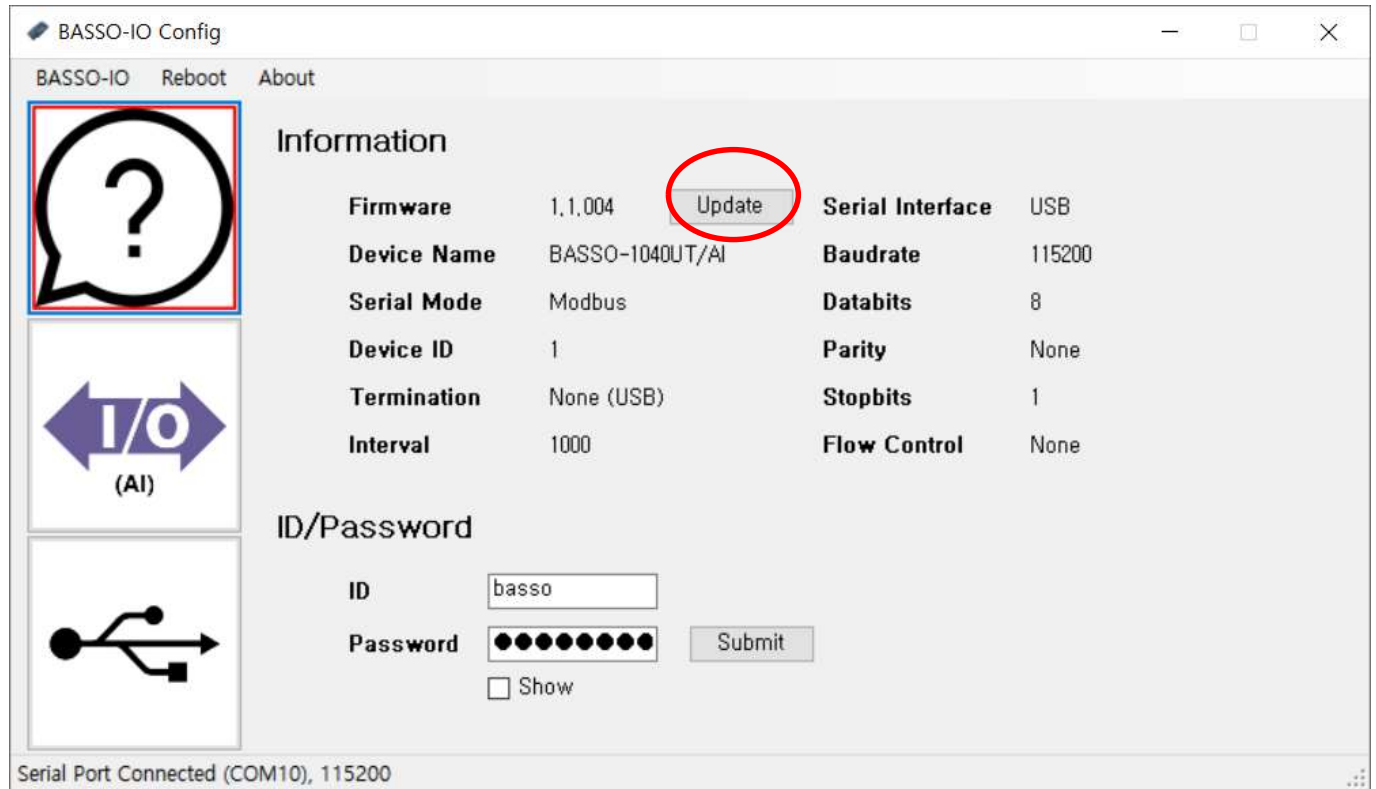 BASSO-IO Config
BASSO-IO Reboot About
?
Information
Firmware 1.1.004 Update Serial Interface USB
Device Name BASSO-1040UT/AI Baudrate 115200
Serial Mode Modbus Databits 8
Device ID 1 Parity None
Termination None (USB) Stopbits 1
Interval 1000 Flow Control None
I/O
(AI)
ID/Password
ID basso
Password ●●●●●●●● Submit
Show
Serial Port Connected (COM10), 115200